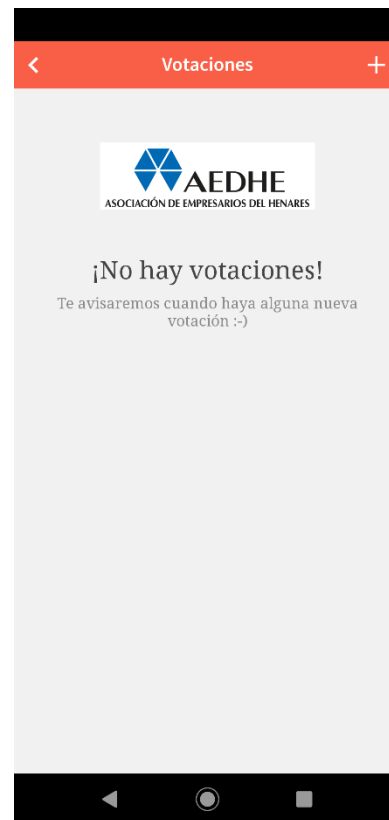 Votaciones
AEDHE
ASOCIACIÓN DE EMPRESARIOS DEL HENARES
¡No hay votaciones!
Te avisaremos cuando haya alguna nueva
votación :-)